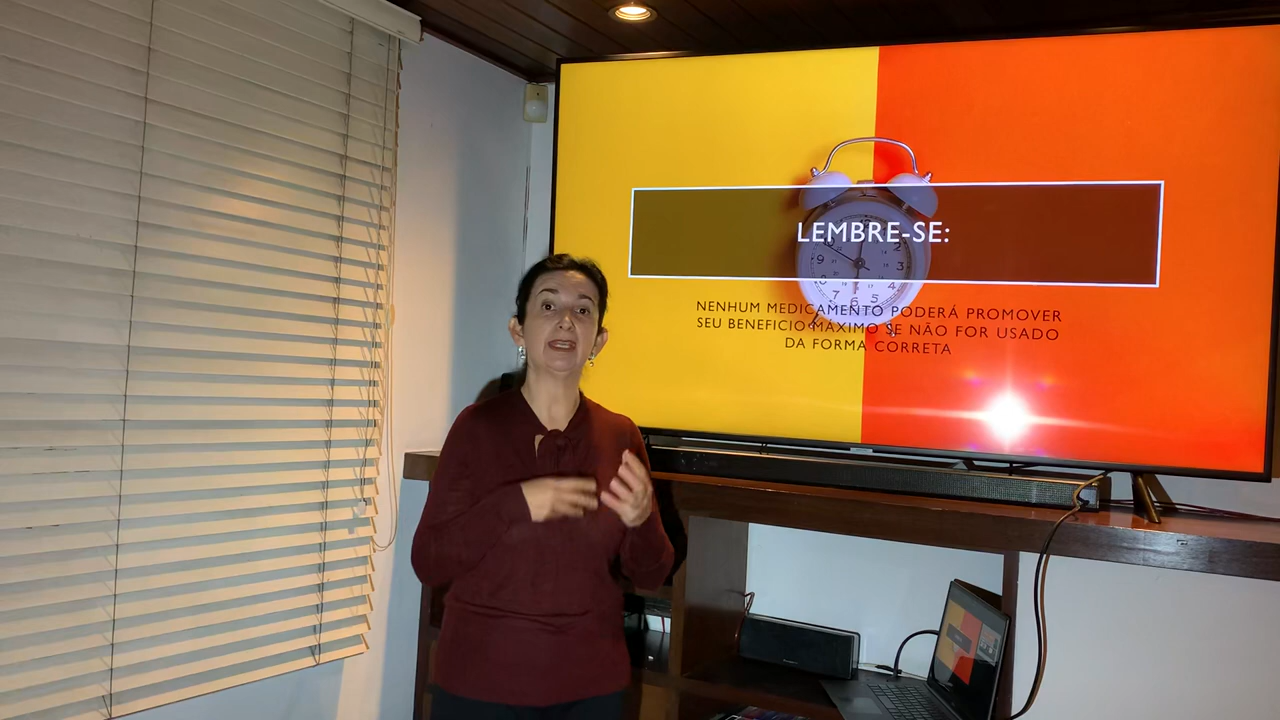 LEMBRE-SE:
NENHUM MEDICAMENTO PODERÁ PROMOVER
SEU BENEFICIO MÁXIMO SE NÃO FOR USADO
DA FORMA CORRETA